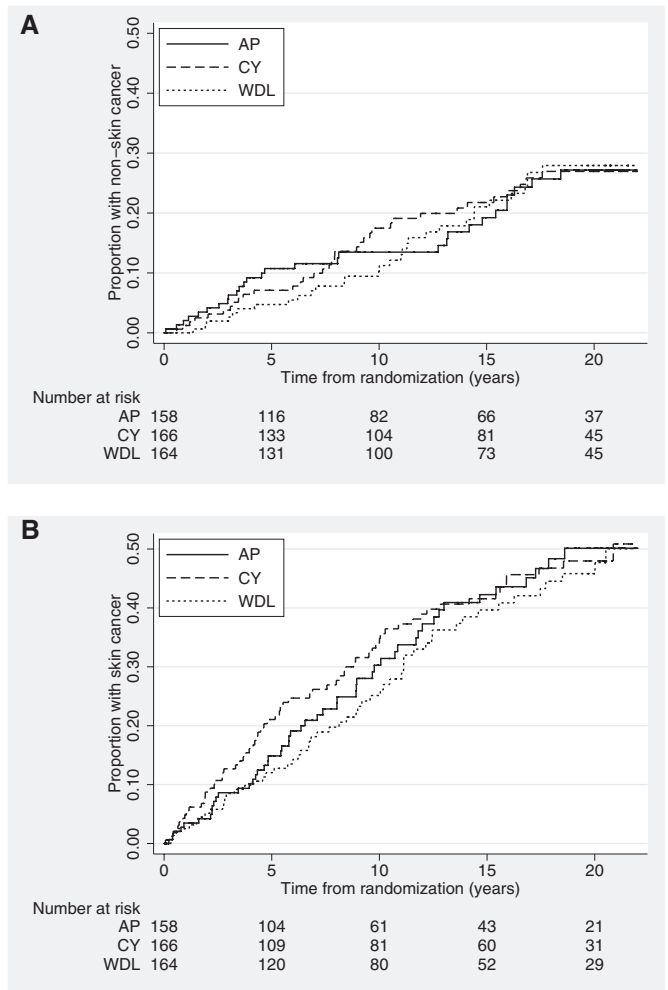 A
0.50
0.40
0.30
0.20
0.10
0.00
Proportion with non-skin cancer
AP
CY
WDL
0 5 10 15 20
Time from randomization (years)
Number at risk
AP 158 116 82 66 37
CY 166 133 104 81 45
WDL 164 131 100 73 45
B
0.50
0.40
0.30
0.20
0.10
0.00
Proportion with skin cancer
AP
CY
WDL
0 5 10 15 20
Time from randomization (years)
Number at risk
AP 158 104 61 43 21
CY 166 109 81 60 31
WDL 164 120 80 52 29